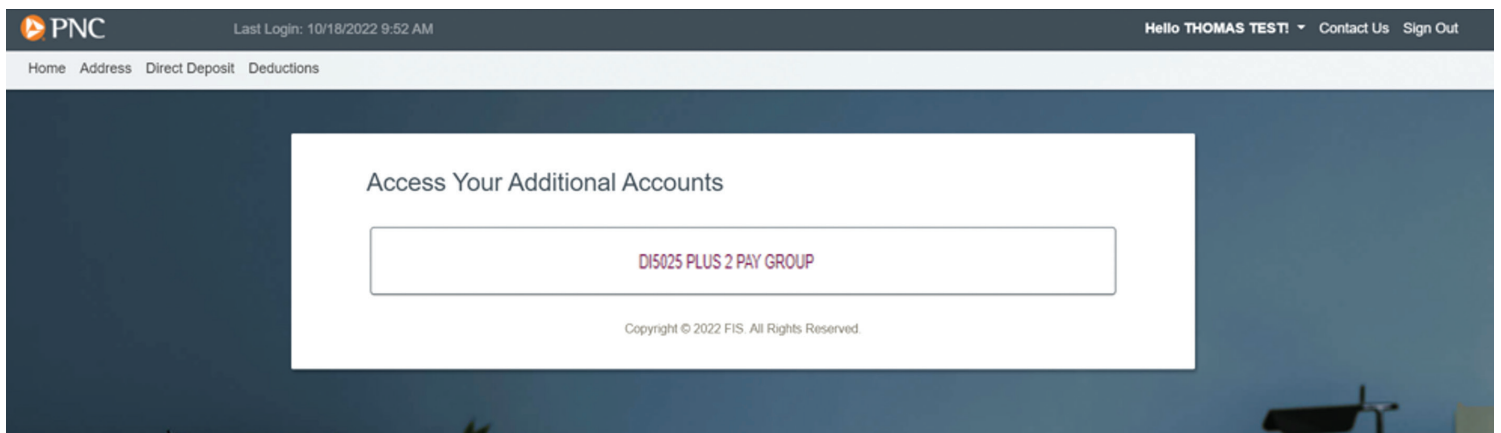 PNC Last Login: 10/18/2022 9:52 AM Hello THOMAS TEST! Contact Us Sign Out
Home Address Direct Deposit Deductions
Access Your Additional Accounts
DI5025 PLUS 2 PAY GROUP
Copyright © 2022 FIS. All Rights Reserved.